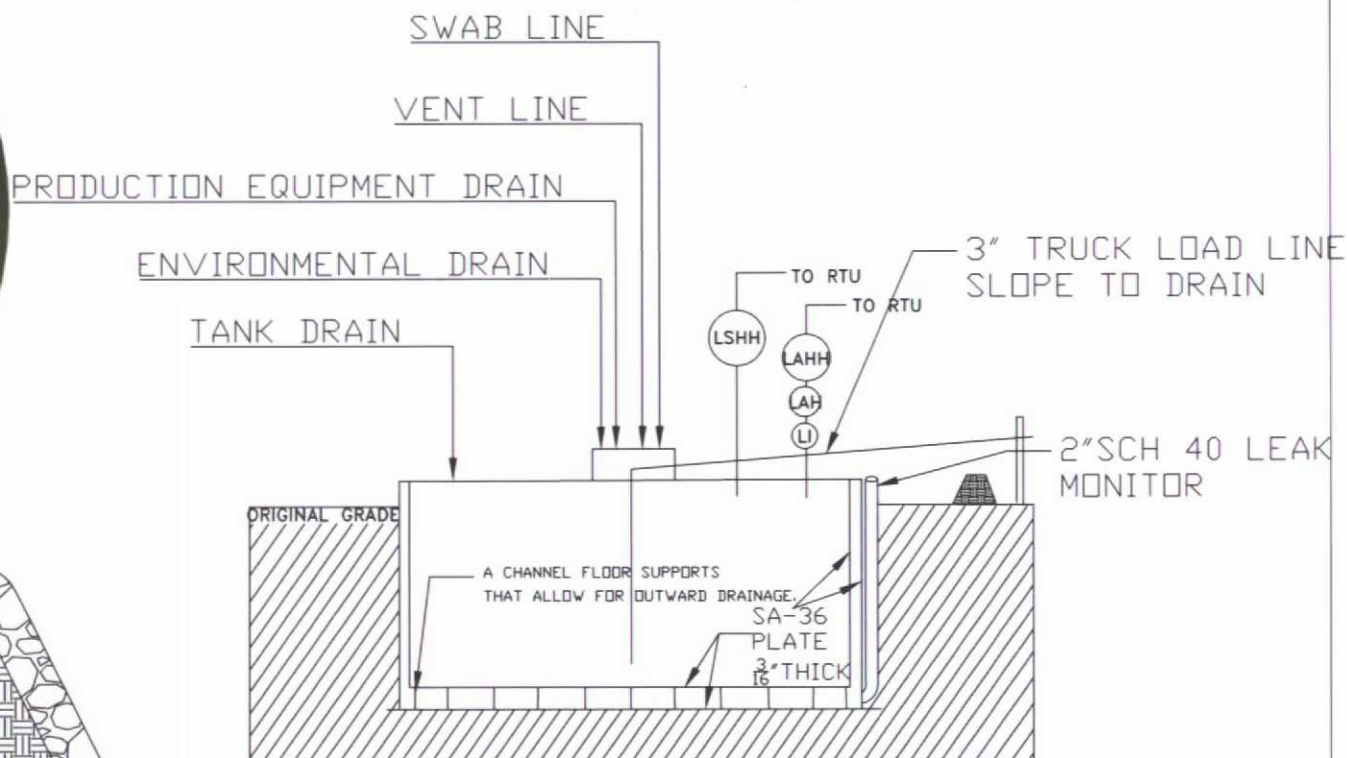 SWAB LINE
VENT LINE
PRODUCTION EQUIPMENT DRAIN
ENVIRONMENTAL DRAIN
TANK DRAIN
TO RTU
TO RTU
3" TRUCK LOAD LINE
SLOPE TO DRAIN
LSHH
LAHH
LAH
LI
2"SCH 40 LEAK
MONITOR
ORIGINAL GRADE
A CHANNEL FLOOR SUPPORTS
THAT ALLOW FOR OUTWARD DRAINAGE.
SA-36
PLATE
3/16" THICK